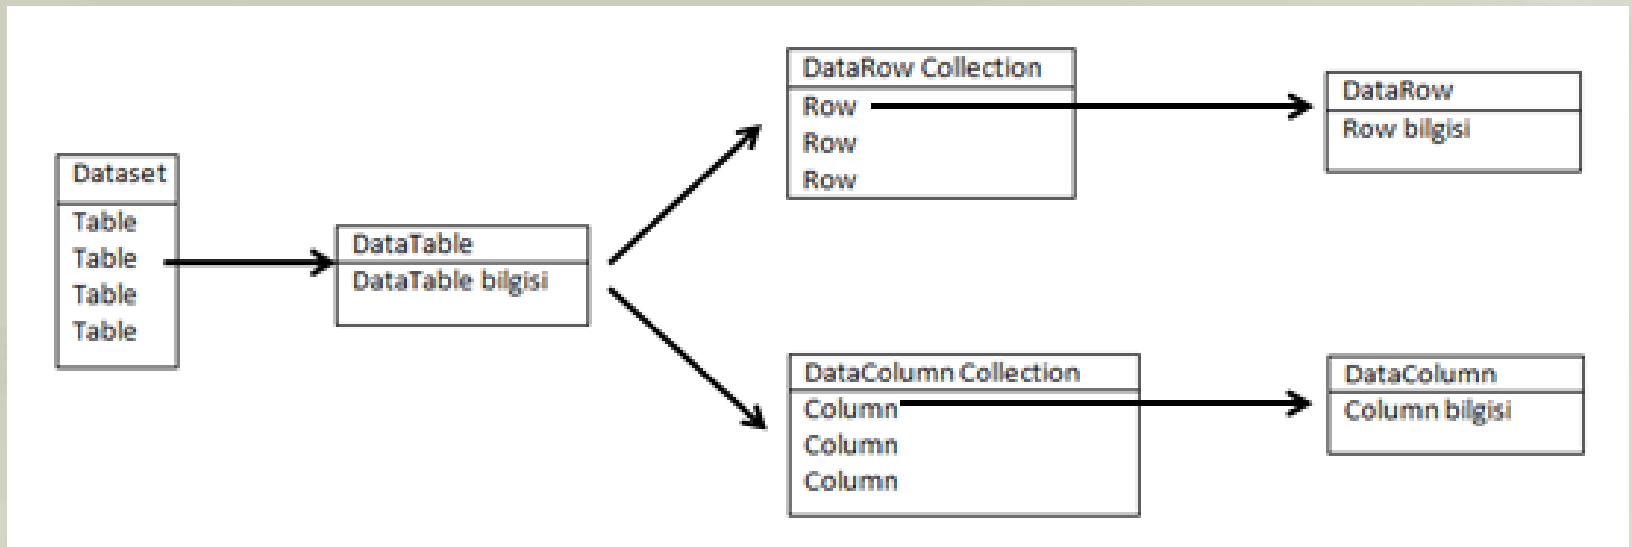 Dataset
Table
Table
Table
Table
DataTable
DataTable bilgisi
DataRow Collection
Row
Row
Row
DataRow
Row bilgisi
DataColumn Collection
Column
Column
Column
DataColumn
Column bilgisi